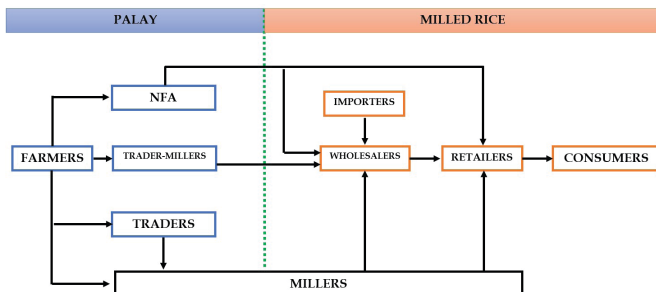 PALAY
MILLED RICE
NFA
IMPORTERS
FARMERS
TRADER-MILLERS
WHOLESALERS
RETAILERS
CONSUMERS
TRADERS
MILLERS